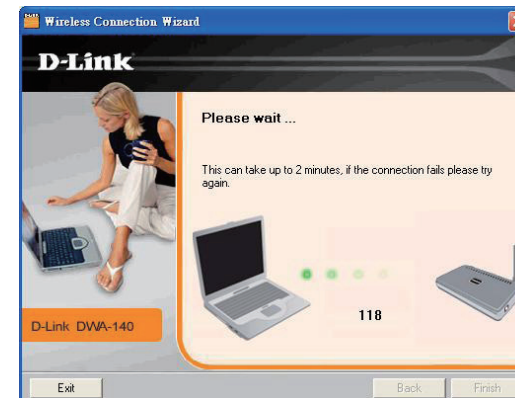 Wireless Connection Wizard
D-Link
Please wait ...
This can take up to 2 minutes, if the connection fails please try
again.
118
D-Link DWA-140
Exit
Back
Finish